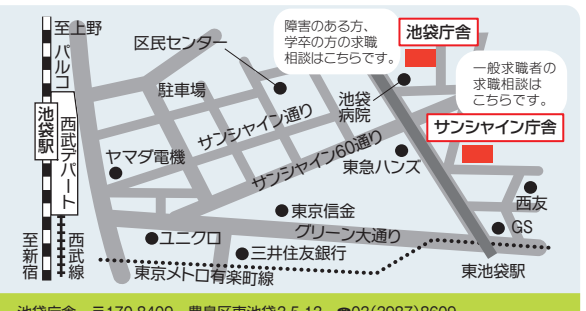 至上野
パルコ
池袋駅
西武デパート
至新宿
西武線
区民センター
駐車場
障害のある方、
学卒の方の求職
相談はこちらです。
池袋庁舎
一般求職者の
求職相談は
こちらです。
サンシャイン庁舎
池袋
病院
サンシャイン通り
サンシャイン60通り
ヤマダ電機
東急ハンズ
西友
GS
東京信金
グリーン大通り
ユニクロ
三井住友銀行
東京メトロ有楽町線
東池袋駅